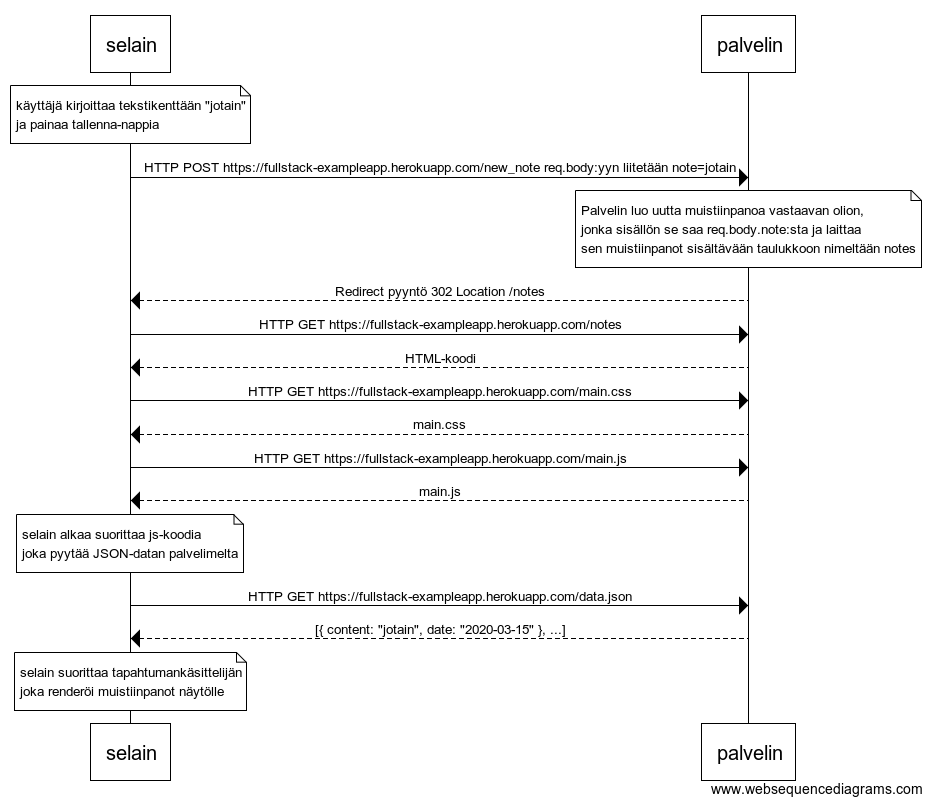 selain
palvelin
käyttäjä kirjoittaa tekstikenttään "jotain"
ja painaa tallenna-nappia
HTTP POST https://fullstack-exampleapp.herokuapp.com/new_note req.body:yyn liitetään note=jotain
Palvelin luo uutta muistiinpanoa vastaavan olion,
jonka sisällön se saa req.body.note:sta ja laittaa
sen muistiinpanot sisältävään taulukkoon nimeltään notes
Redirect pyyntö 302 Location /notes
HTTP GET https://fullstack-exampleapp.herokuapp.com/notes
HTML-koodi
HTTP GET https://fullstack-exampleapp.herokuapp.com/main.css
main.css
HTTP GET https://fullstack-exampleapp.herokuapp.com/main.js
main.js
selain alkaa suorittaa js-koodia
joka pyytää JSON-datan palvelimelta
HTTP GET https://fullstack-exampleapp.herokuapp.com/data.json
[{ content: "jotain", date: "2020-03-15" }, ...]
selain suorittaa tapahtumankäsittelijän
joka renderöi muistiinpanot näytölle
selain
palvelin
www.websequencediagrams.com